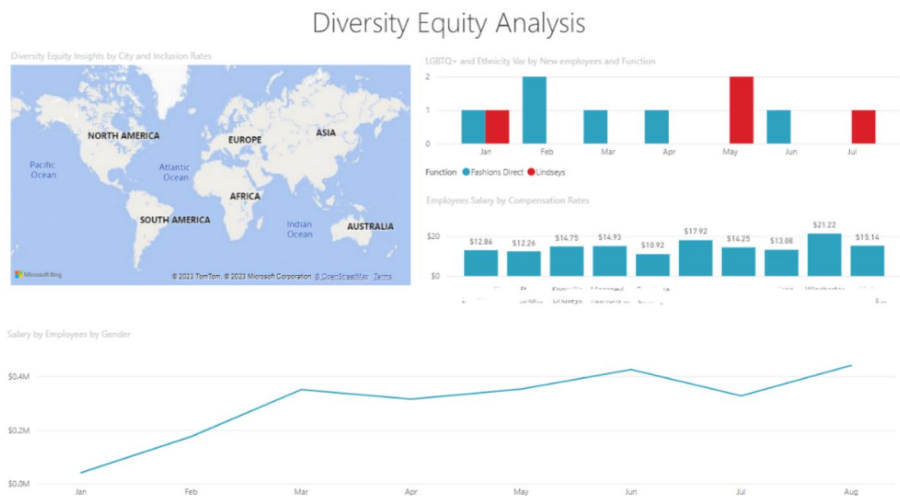 Diversity Equity Analysis
Diversity Equity Insights by City and Inclusion Rates
NORTH AMERICA
EUROPE
ASIA
Pacific
Ocean
Atlantic
Ocean
AFRICA
SOUTH AMERICA
Indian
Ocean
AUSTRALIA
Microsoft Bing
© 2023 TomTom, © 2023 Microsoft Corporation, © OpenStreetMap Terms
LGBTQ+ and Ethnicity Var by New employees and Function
2
1
0
Jan Feb Mar Apr May Jun Jul
Function Fashions Direct Lindseys
Employees Salary by Compensation Rates
$20
$0
$12.86 $12.26 $14.75 $14.93 $10.92 $17.92 $14.25 $13.08 $21.22 $15.14
Salary by Employees by Gender
$0.4M
$0.2M
$0.0M
Jan Feb Mar Apr May Jun Jul Aug